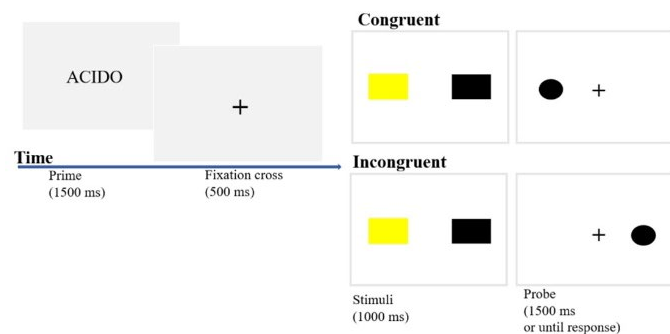 Congruent
ACIDO
+
+
Time
Prime
(1500 ms)
Fixation cross
(500 ms)
Incongruent
+
Stimuli
(1000 ms)
Probe
(1500 ms
or until response)